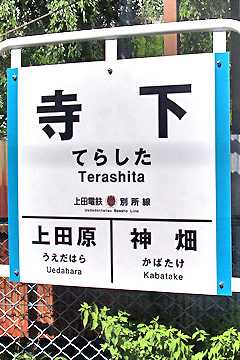 寺下
てらした
Terashita
上田電鉄 別所線
Uedadentetsu Bessho Line
上田原 神畑
うえだはら かばたけ
Uedahara Kabatake